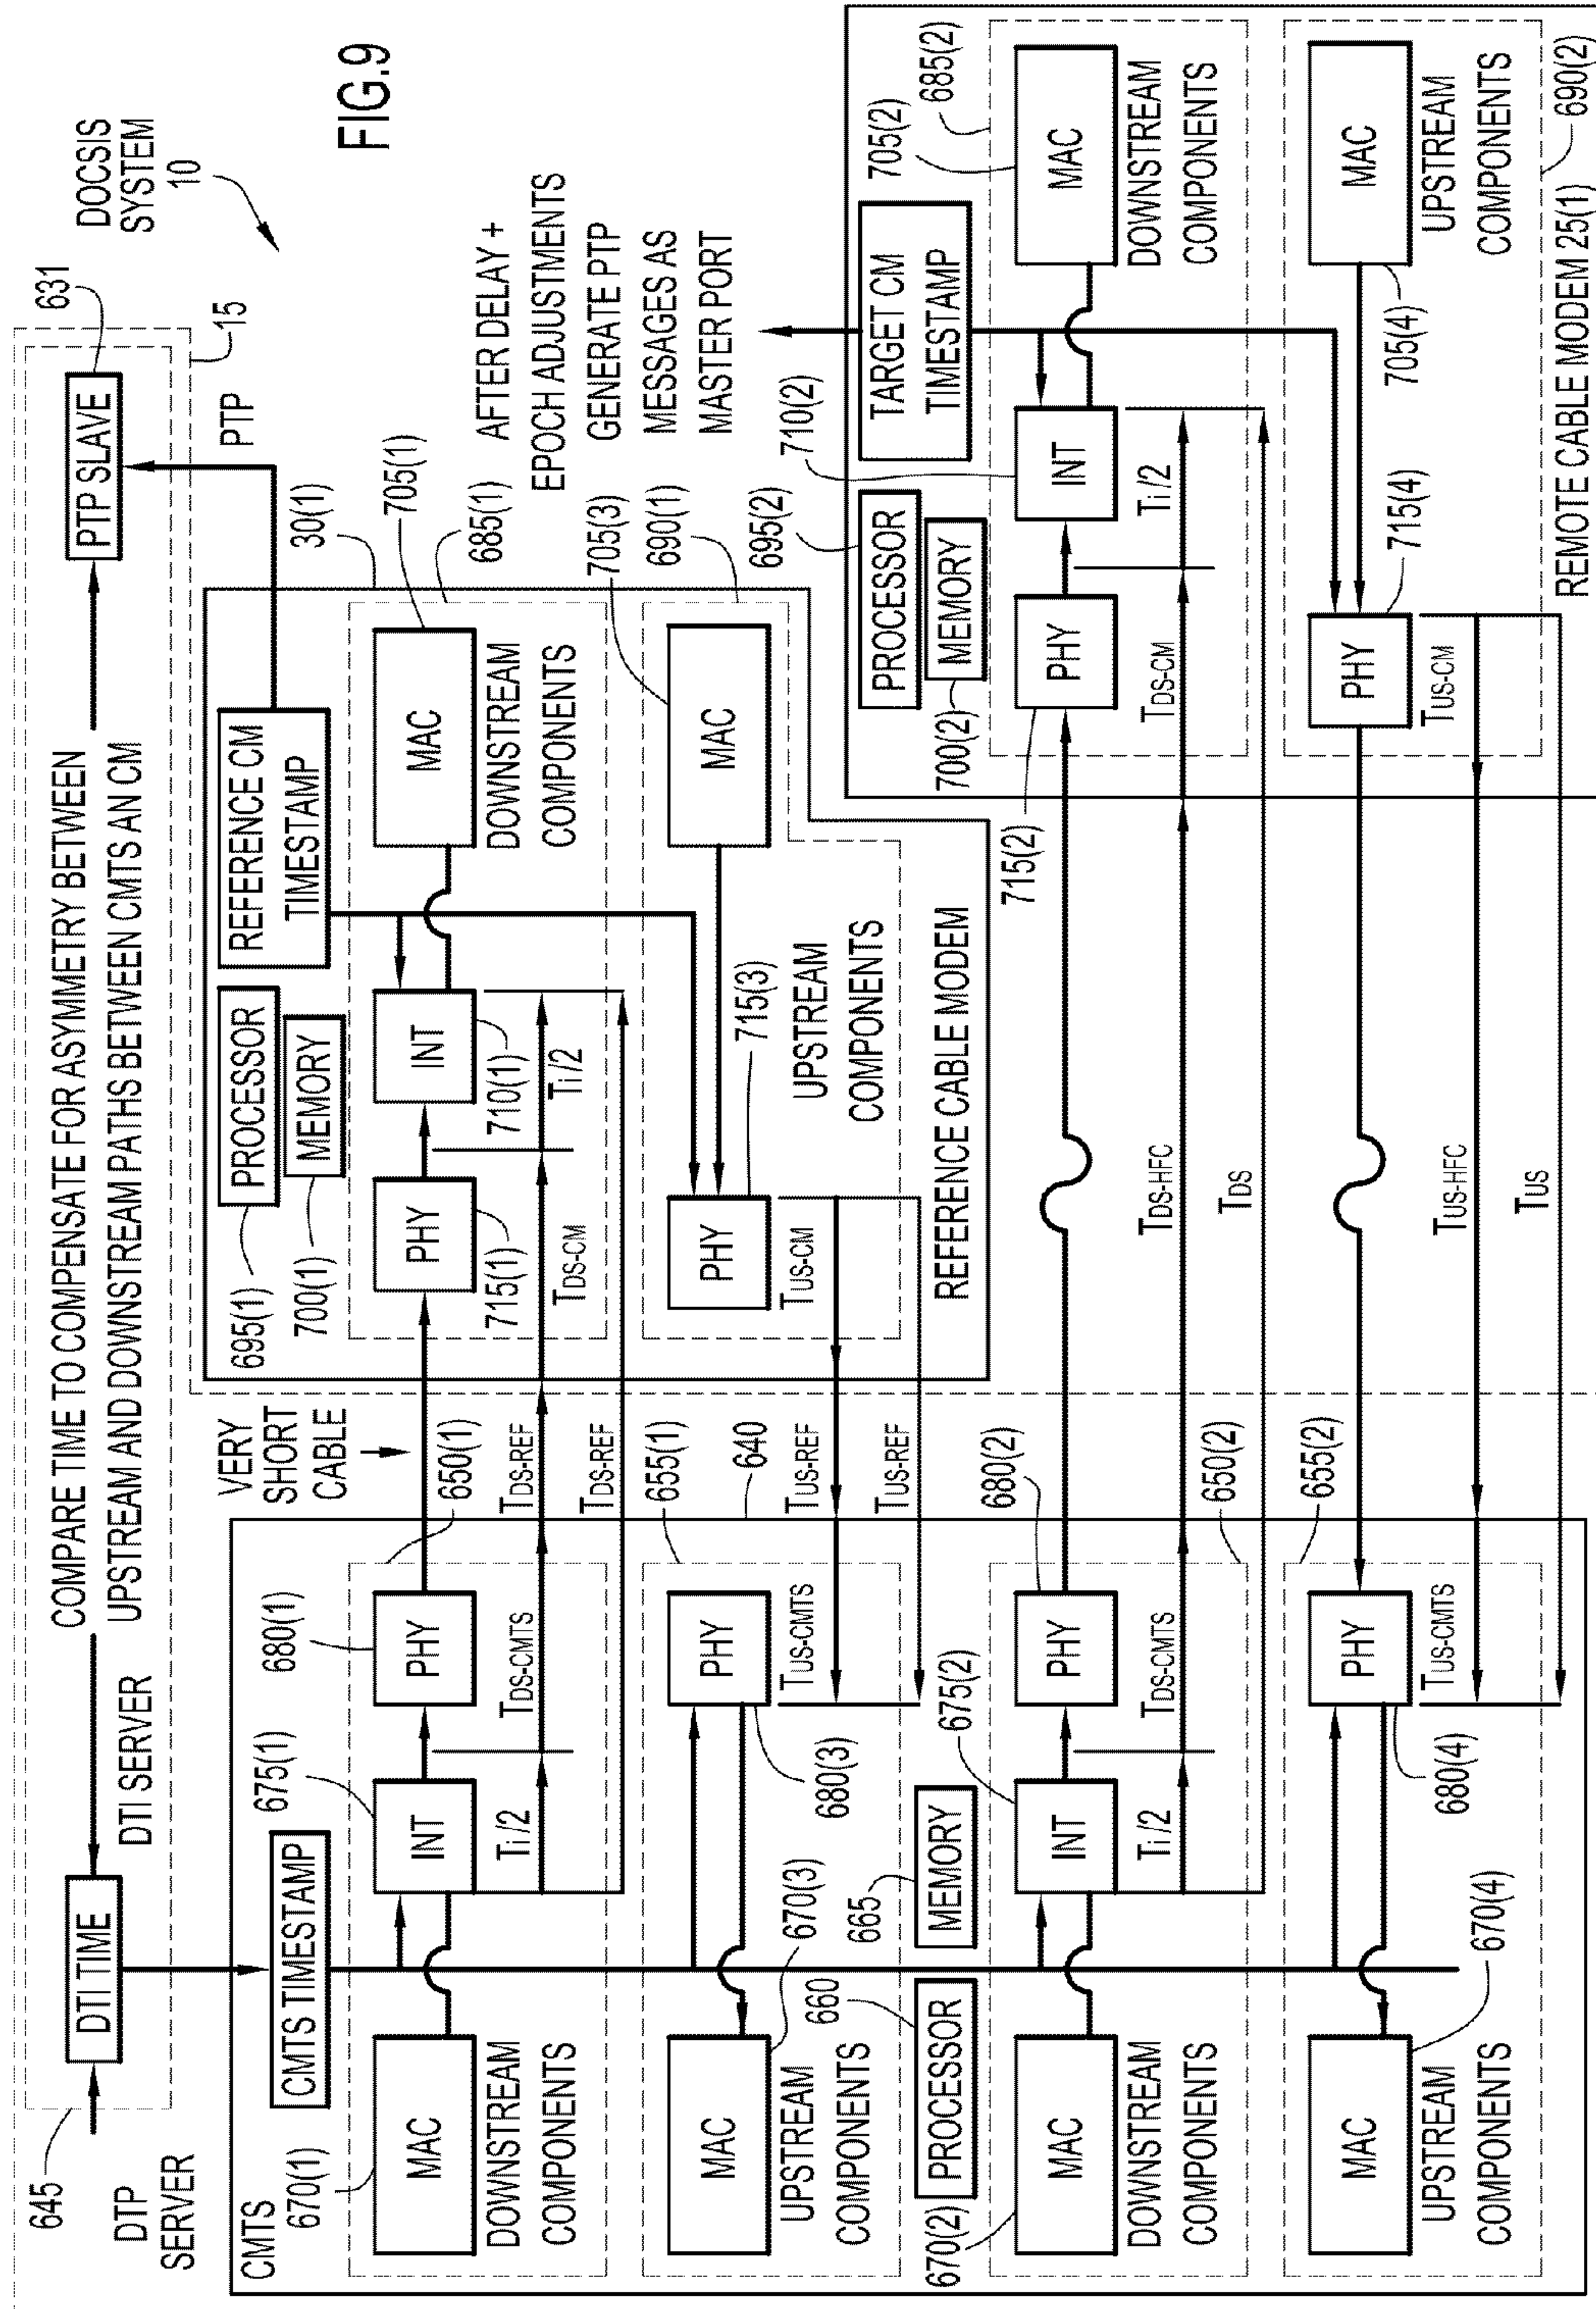 FIG.9
DOCSIS
SYSTEM
10
645
DTP
SERVER
DTI TIME
DTI SERVER
COMPARE TIME TO COMPENSATE FOR ASYMMETRY BETWEEN
UPSTREAM AND DOWNSTREAM PATHS BETWEEN CMTS AN CM
PTP SLAVE
631
15
PTP
CMTS
CMTS TIMESTAMP
670(1)
MAC
DOWNSTREAM
COMPONENTS
675(1)
INT
Ti/2
680(1)
PHY
TDS-CMTS
650(1)
VERY
SHORT
CABLE
TDS-REF
TDS-REF
MAC
670(3)
UPSTREAM
COMPONENTS
PHY
680(3)
TUS-CMTS
655(1)
640
TUS-REF
TUS-REF
660
PROCESSOR
665
MEMORY
670(2)
MAC
DOWNSTREAM
COMPONENTS
675(2)
INT
Ti/2
680(2)
PHY
TDS-CMTS
650(2)
MAC
670(4)
UPSTREAM
COMPONENTS
PHY
680(4)
TUS-CMTS
655(2)
30(1)
695(1)
PROCESSOR
700(1)
MEMORY
REFERENCE CM
TIMESTAMP
PHY
715(1)
TDS-CM
INT
710(1)
Ti/2
MAC
705(1)
685(1)
DOWNSTREAM
COMPONENTS
PHY
715(3)
TUS-CM
MAC
705(3)
690(1)
UPSTREAM
COMPONENTS
REFERENCE CABLE MODEM
AFTER DELAY +
EPOCH ADJUSTMENTS
GENERATE PTP
MESSAGES AS
MASTER PORT
TDS-HFC
TDS
TUS-HFC
TUS
695(2)
PROCESSOR
MEMORY
700(2)
TARGET CM
TIMESTAMP
715(2)
PHY
TDS-CM
710(2)
INT
Ti/2
705(2)
MAC
685(2)
DOWNSTREAM
COMPONENTS
PHY
715(4)
TUS-CM
MAC
705(4)
UPSTREAM
COMPONENTS
690(2)
REMOTE CABLE MODEM 25(1)